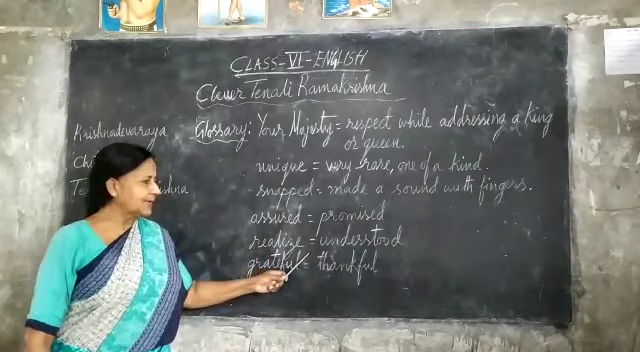 CLASS-VI-ENGLISH
Clever Tenali Ramakrishna
Krishnadevaraya
Glossary: Your Majesty = respect while addressing a king
or queen.
unique = very rare, one of a kind.
snapped = made a sound with fingers.
assured = promised
realize = understood
grateful = thankful